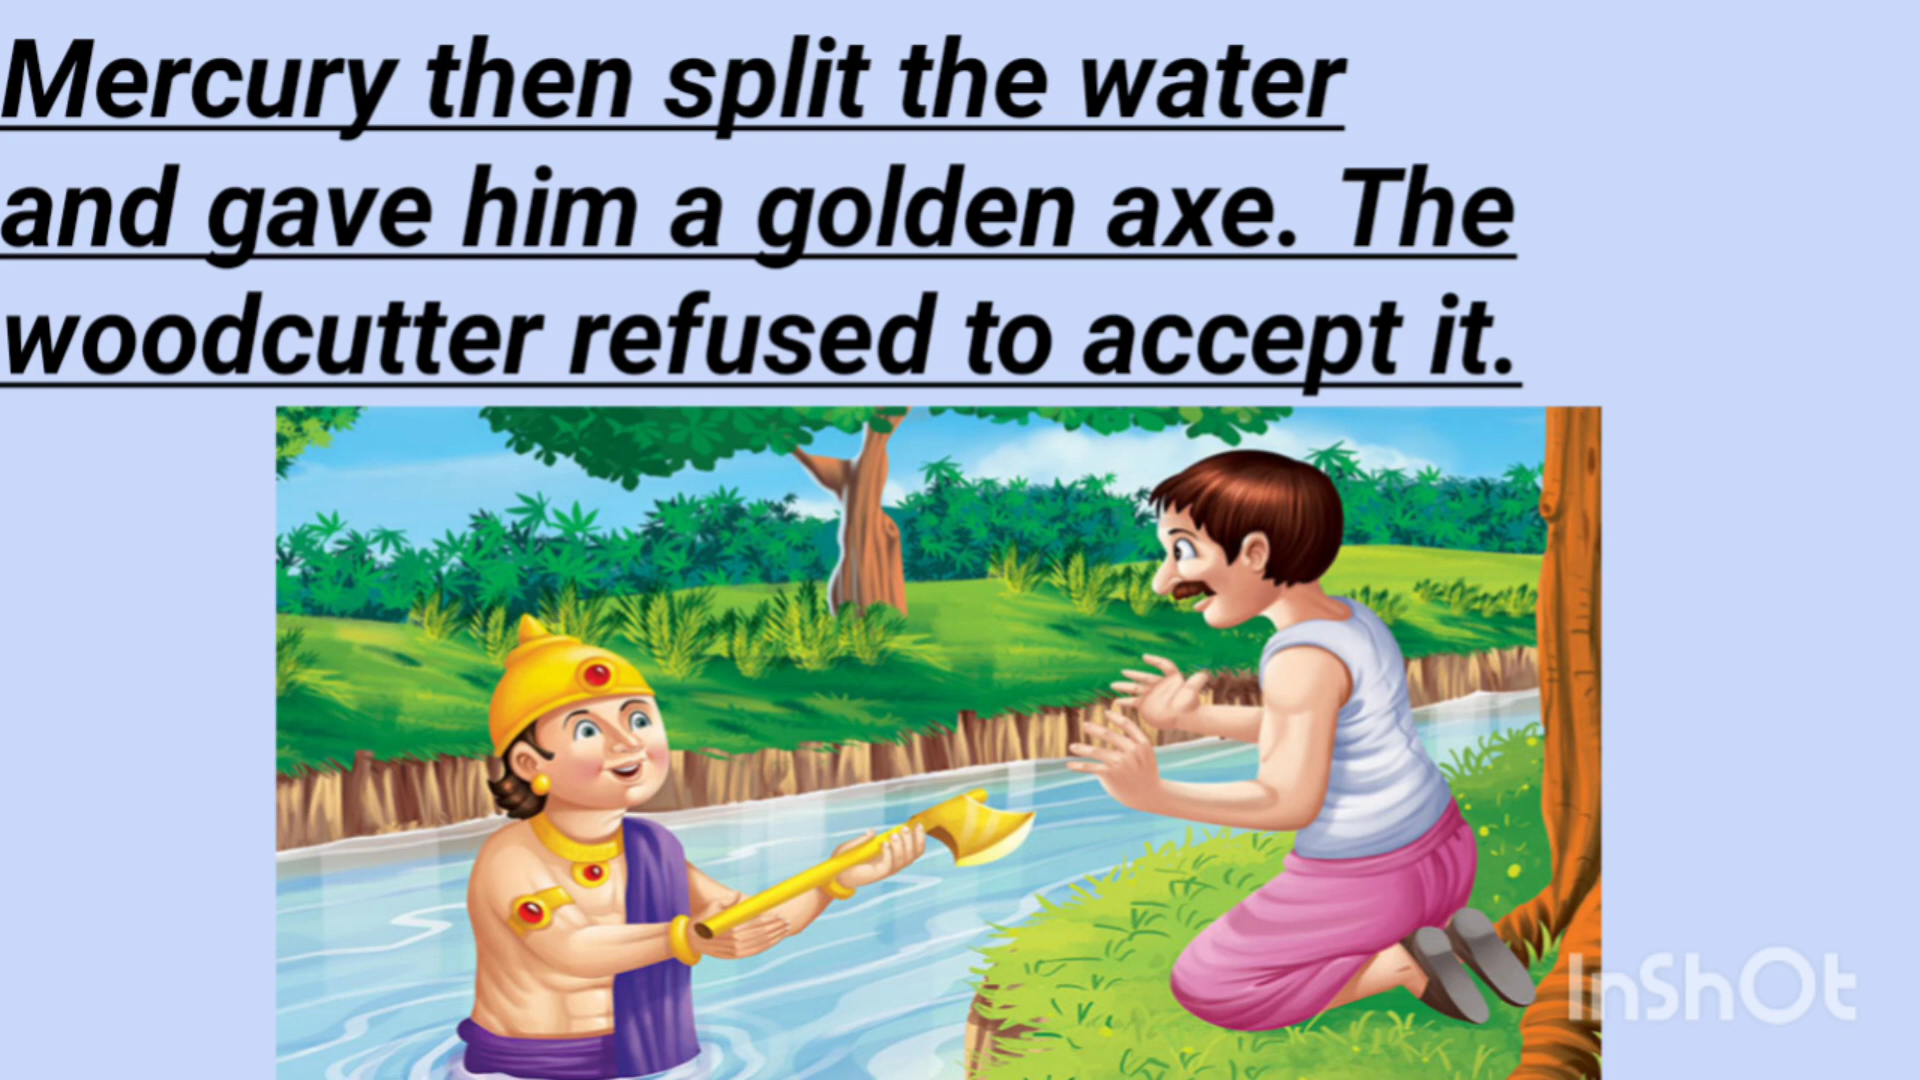 Mercury then split the water
and gave him a golden axe. The
woodcutter refused to accept it.
InShOt